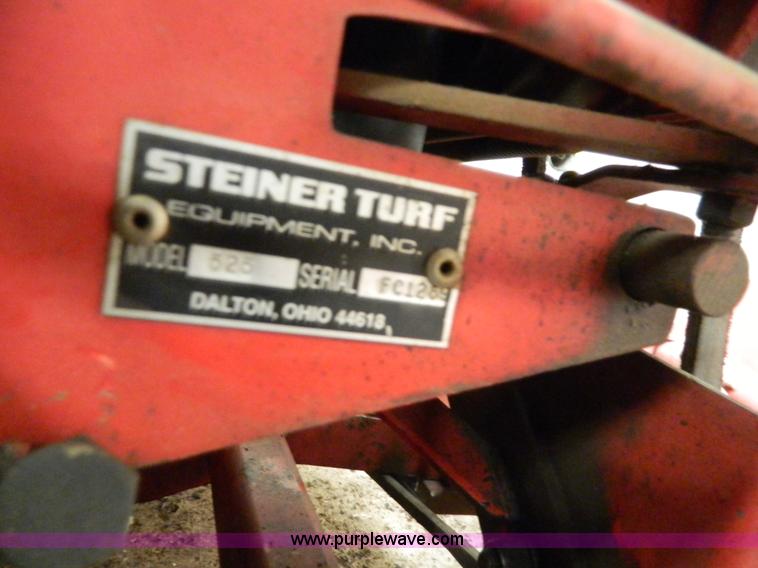 STEINER TURF
EQUIPMENT, INC.
MODEL 525 SERIAL
DALTON, OHIO 44618
www.purplewave.com